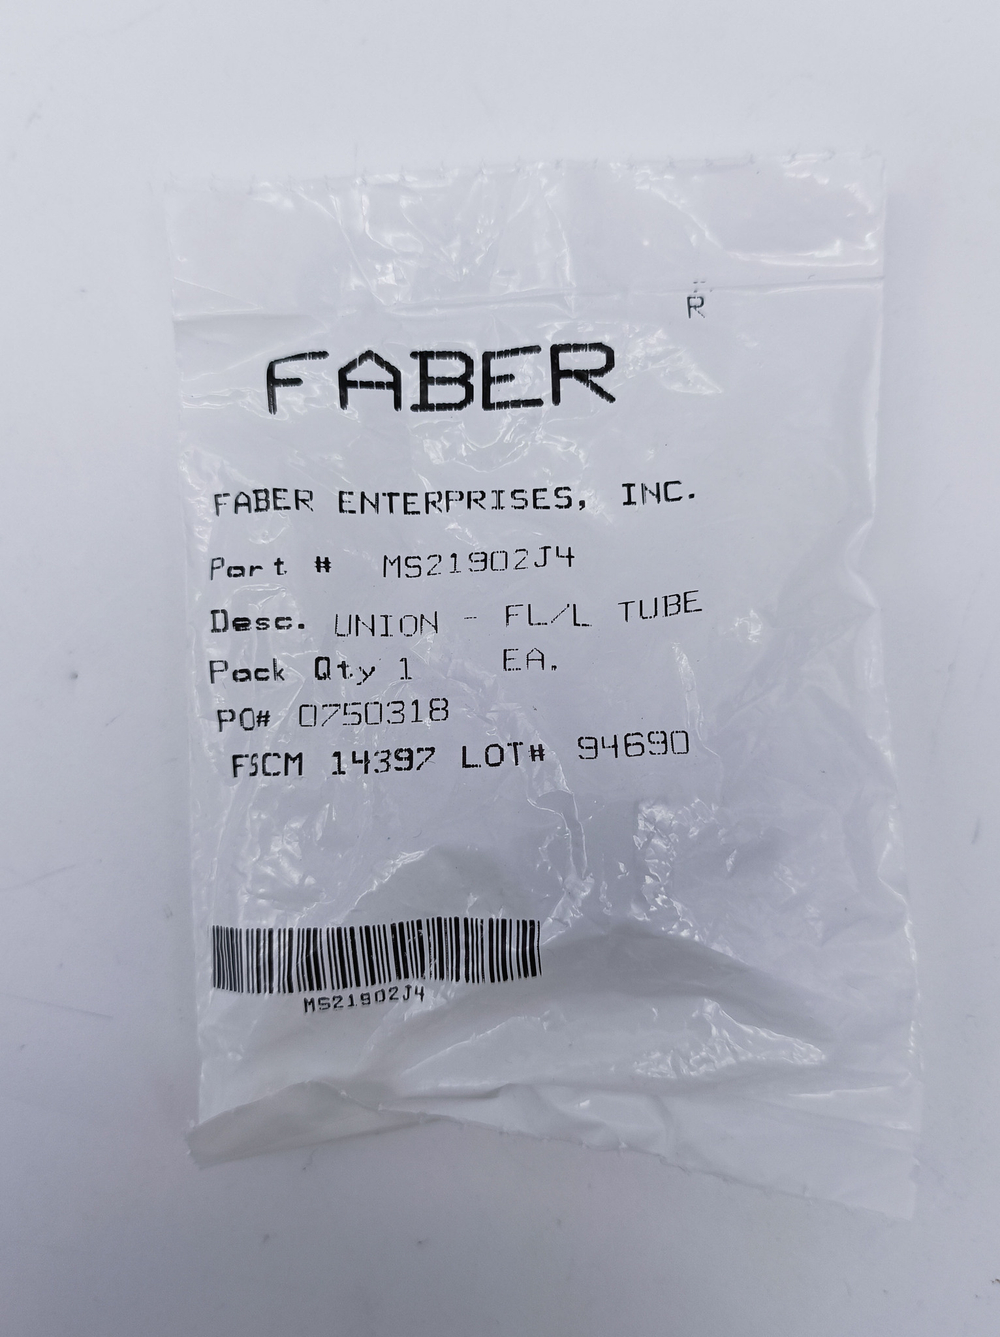 R
FABER
FABER ENTERPRISES, INC.
Part # MS21902J4
Desc. UNION - FL/L TUBE
Pack Qty 1 EA.
PO# 0750318
FSCM 14397 LOT# 94690
MS21902J4